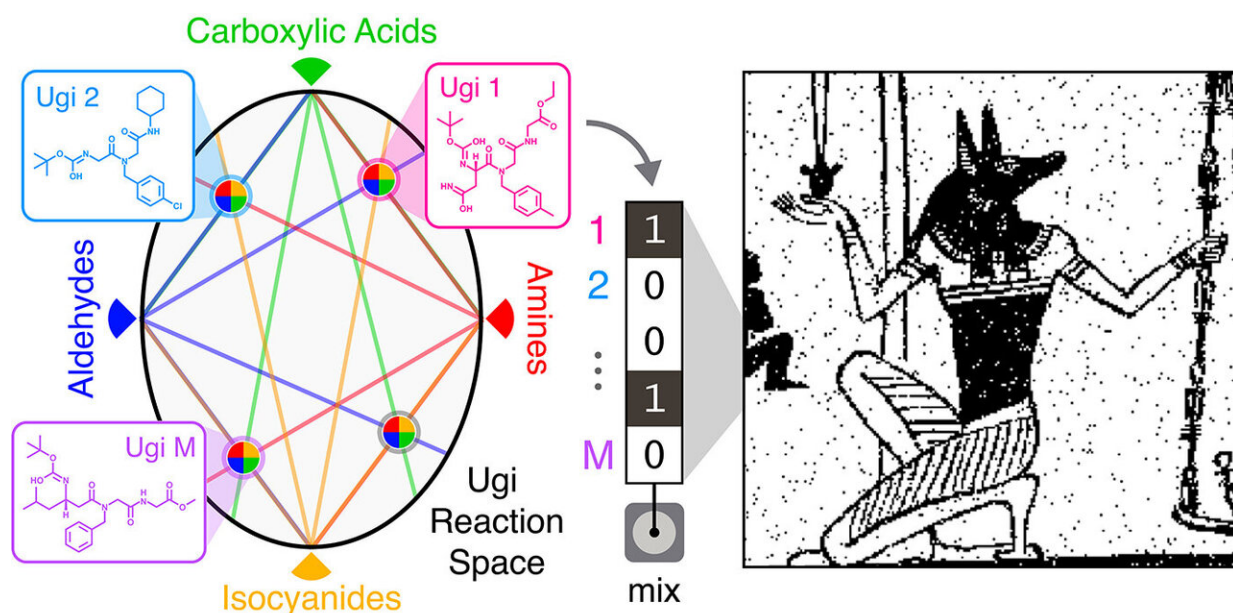 Carboxylic Acids
Ugi 2
Ugi 1
Aldehydes
Amines
Ugi M
Ugi
Reaction
Space
Isocyanides
1 1
2 0
0
1
M 0
mix